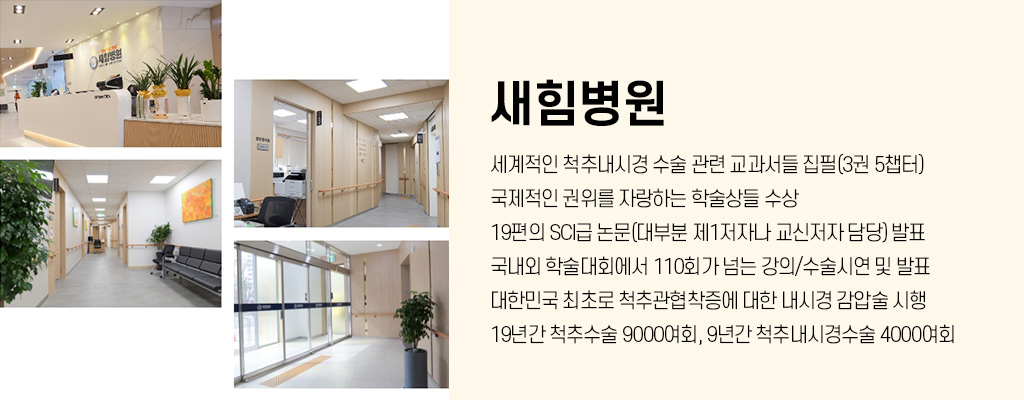 새힘병원
새힘병원
세계적인 척추내시경 수술 관련 교과서들 집필(3권 5챕터)
국제적인 권위를 자랑하는 학술상들 수상
19편의 SCI급 논문(대부분 제1저자나 교신저자 담당) 발표
국내외 학술대회에서 110회가 넘는 강의/수술시연 및 발표
대한민국 최초로 척추관협착증에 대한 내시경 감압술 시행
19년간 척추수술 9000여회, 9년간 척추내시경수술 4000여회